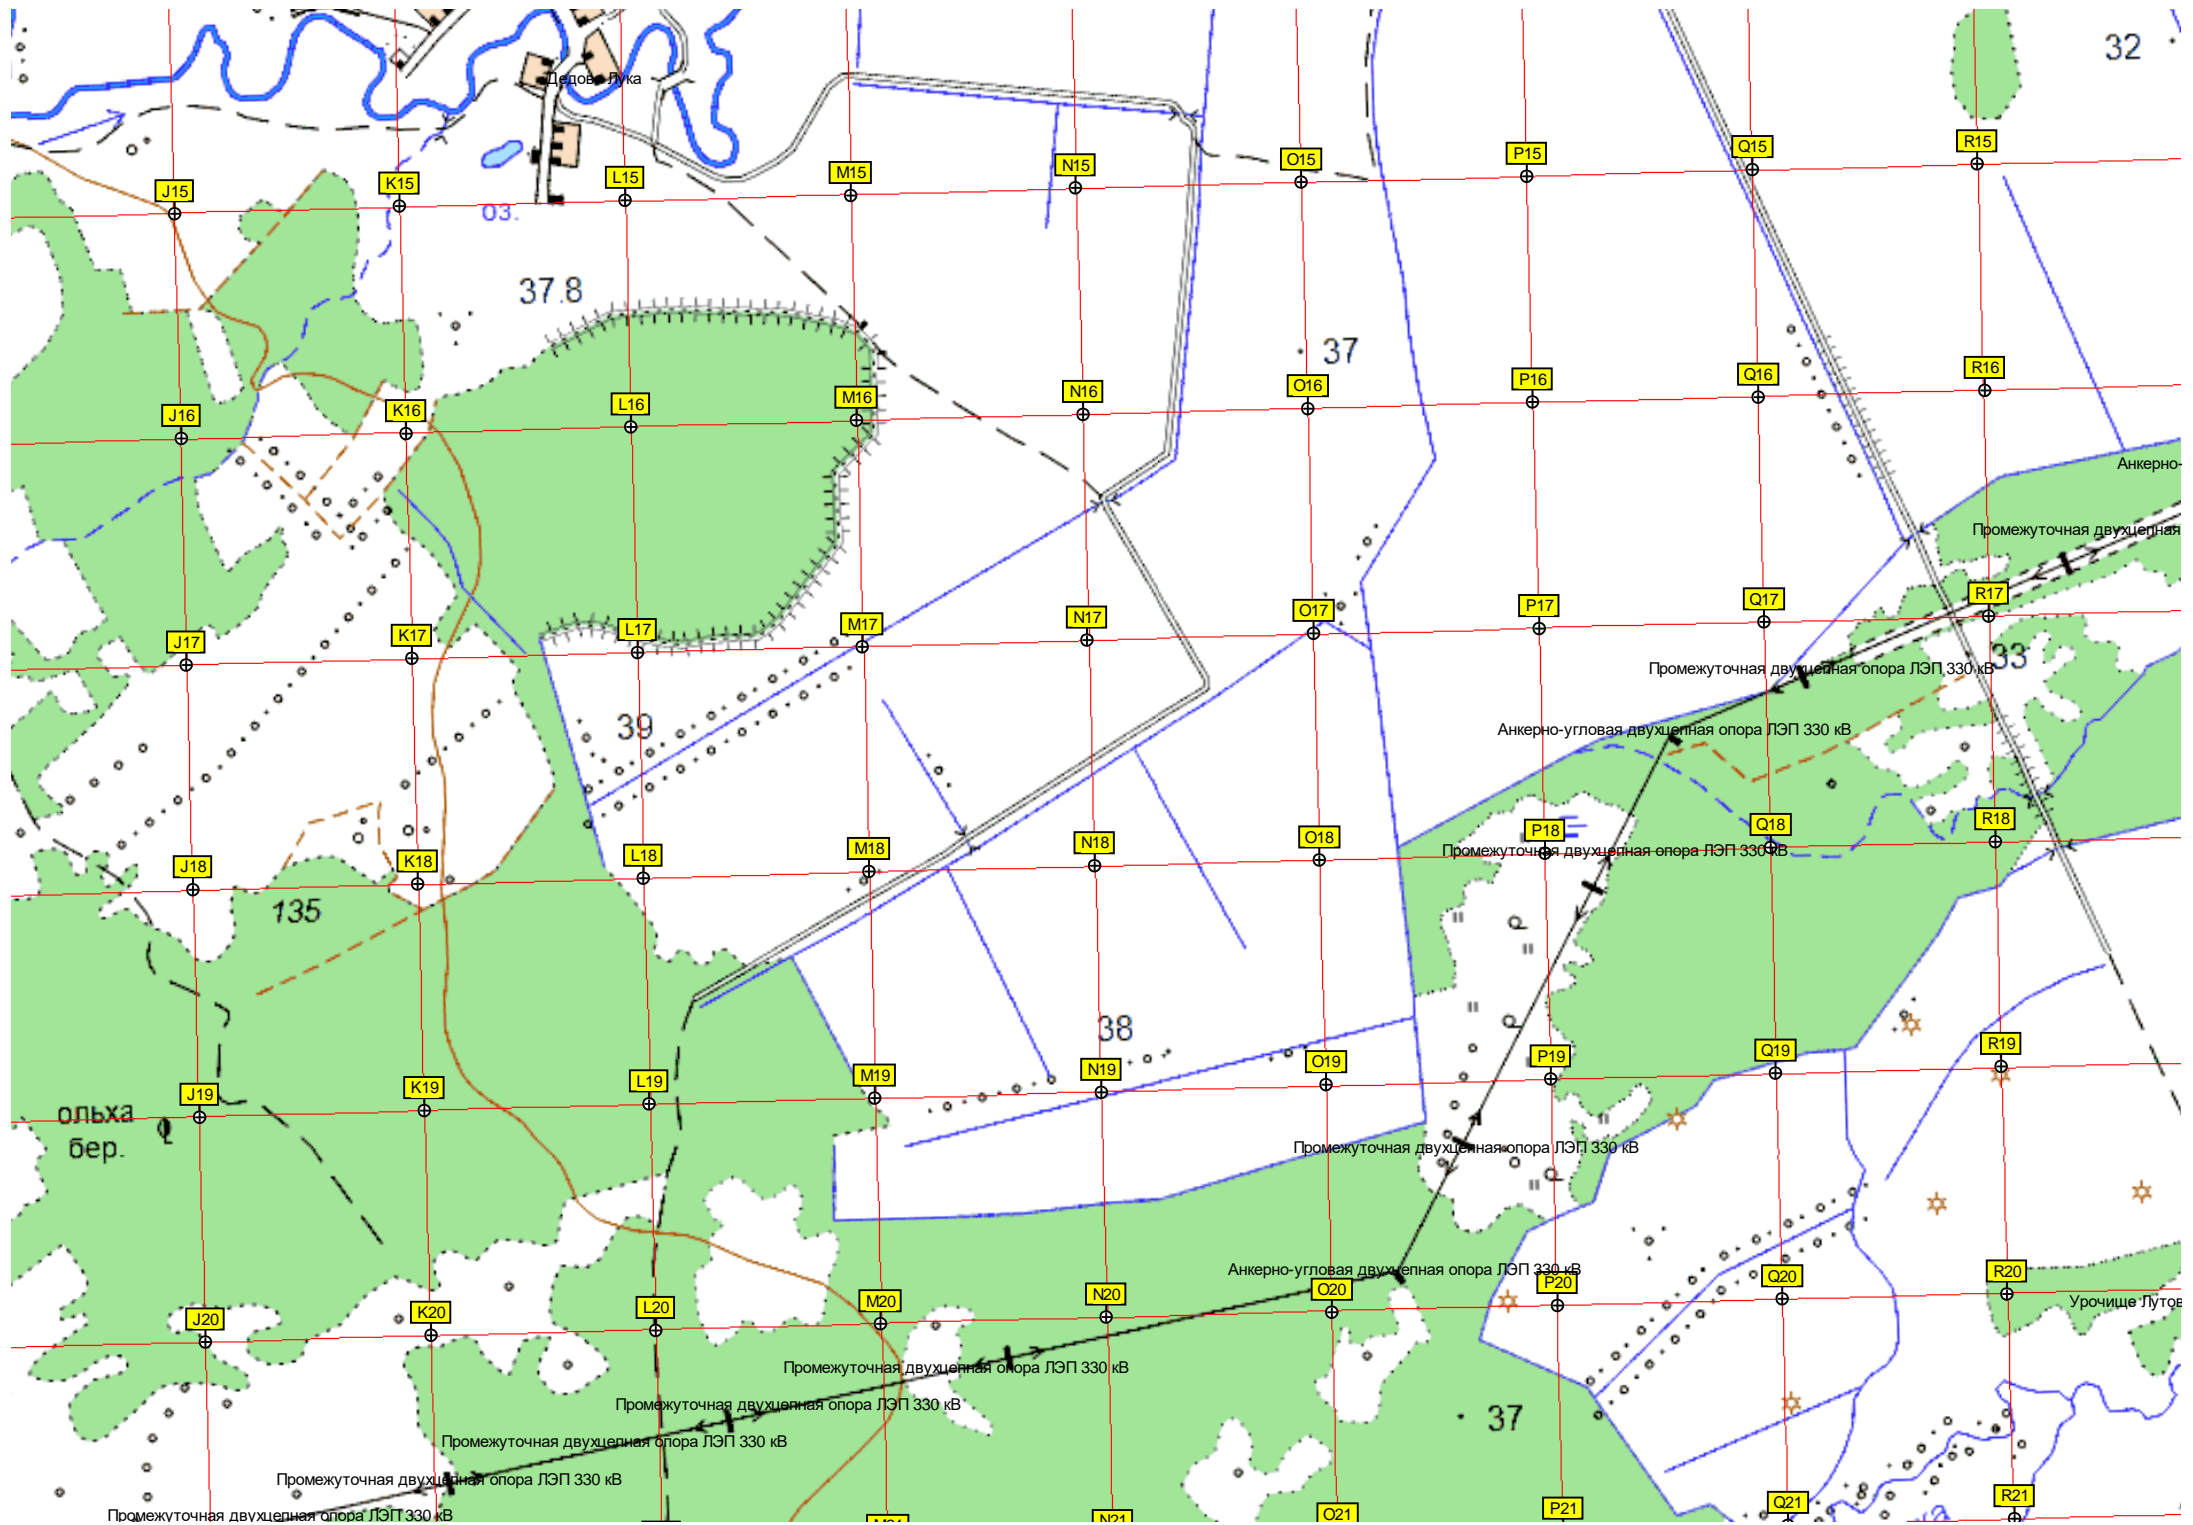 32
Дедова Лука
R15
Q15
P15
O15
N15
M15
L15
K15
J15
оз.
37.8
37
R16
Q16
P16
O16
N16
M16
L16
K16
J16
Анкерно-
Промежуточная двухцепная
R17
Q17
P17
O17
N17
M17
L17
K17
J17
33
Промежуточная двухцепная опора ЛЭП 330 кВ
39
Анкерно-угловая двухцепная опора ЛЭП 330 кВ
R18
Q18
P18
O18
N18
M18
L18
K18
J18
Промежуточная двухцепная опора ЛЭП 330 кВ
135
38
R19
Q19
P19
O19
N19
M19
L19
K19
J19
ольха
бер.
Промежуточная двухцепная опора ЛЭП 330 кВ
Анкерно-угловая двухцепная опора ЛЭП 330 кВ
R20
Q20
P20
O20
N20
M20
L20
K20
J20
Урочище Лутов
Промежуточная двухцепная опора ЛЭП 330 кВ
Промежуточная двухцепная опора ЛЭП 330 кВ
37
Промежуточная двухцепная опора ЛЭП 330 кВ
Промежуточная двухцепная опора ЛЭП 330 кВ
R21
Q21
P21
O21
N21
M21
Промежуточная двухцепная опора ЛЭП 330 кВ